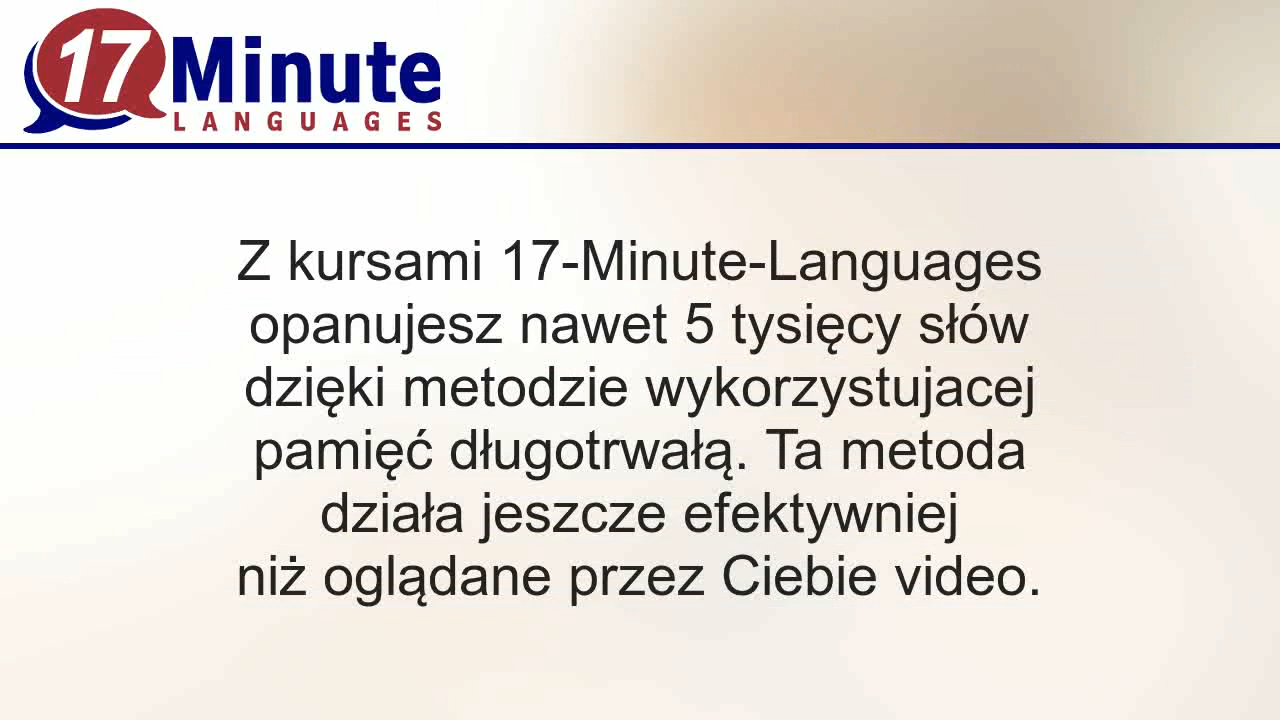 17 Minute
LANGUAGES
Z kursami 17-Minute-Languages
opanujesz nawet 5 tysięcy słów
dzięki metodzie wykorzystujacej
pamięć długotrwałą. Ta metoda
działa jeszcze efektywniej
niż oglądane przez Ciebie video.